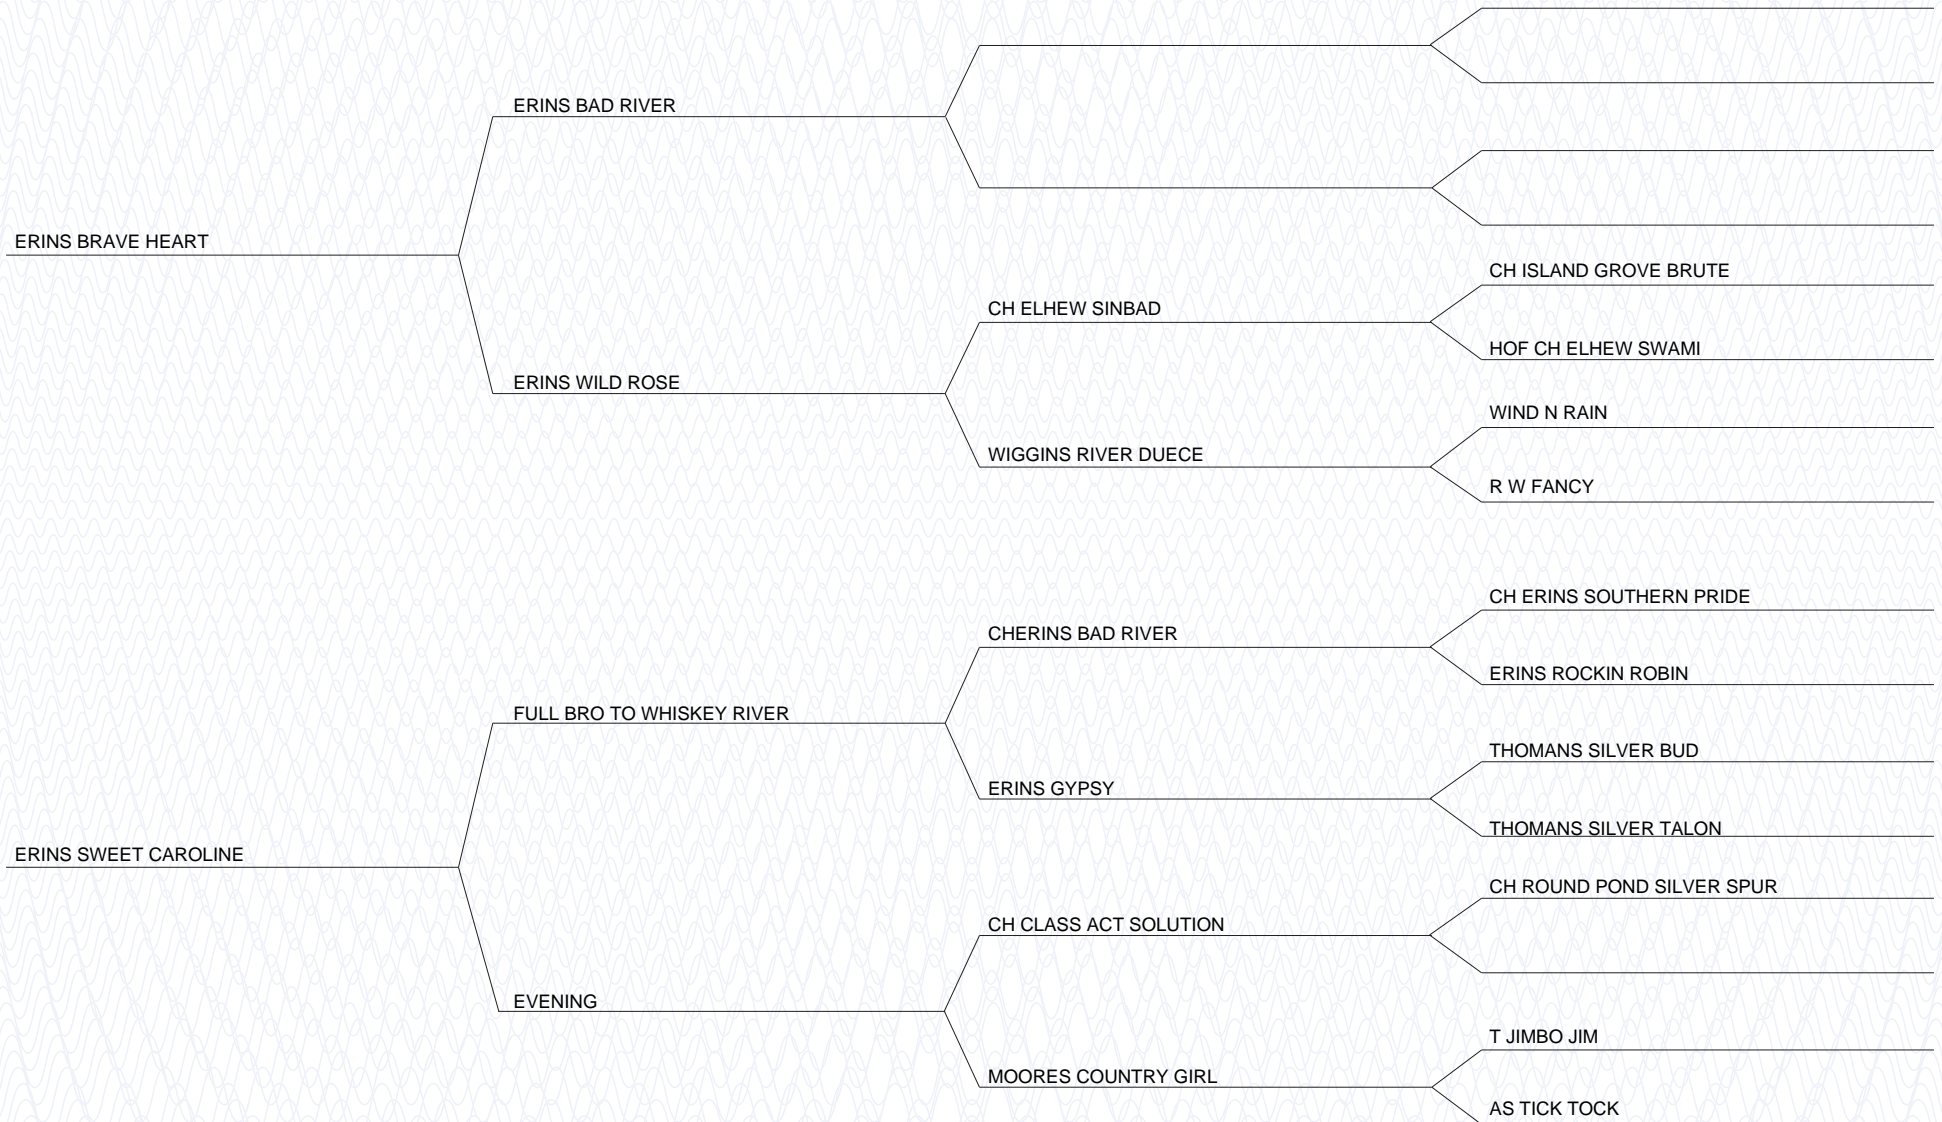 ERINS BAD RIVER
ERINS BRAVE HEART
CH ISLAND GROVE BRUTE
CH ELHEW SINBAD
HOF CH ELHEW SWAMI
ERINS WILD ROSE
WIND N RAIN
WIGGINS RIVER DUECE
R W FANCY
CH ERINS SOUTHERN PRIDE
CHERINS BAD RIVER
ERINS ROCKIN ROBIN
FULL BRO TO WHISKEY RIVER
THOMANS SILVER BUD
ERINS GYPSY
THOMANS SILVER TALON
ERINS SWEET CAROLINE
CH ROUND POND SILVER SPUR
CH CLASS ACT SOLUTION
EVENING
T JIMBO JIM
MOORES COUNTRY GIRL
AS TICK TOCK